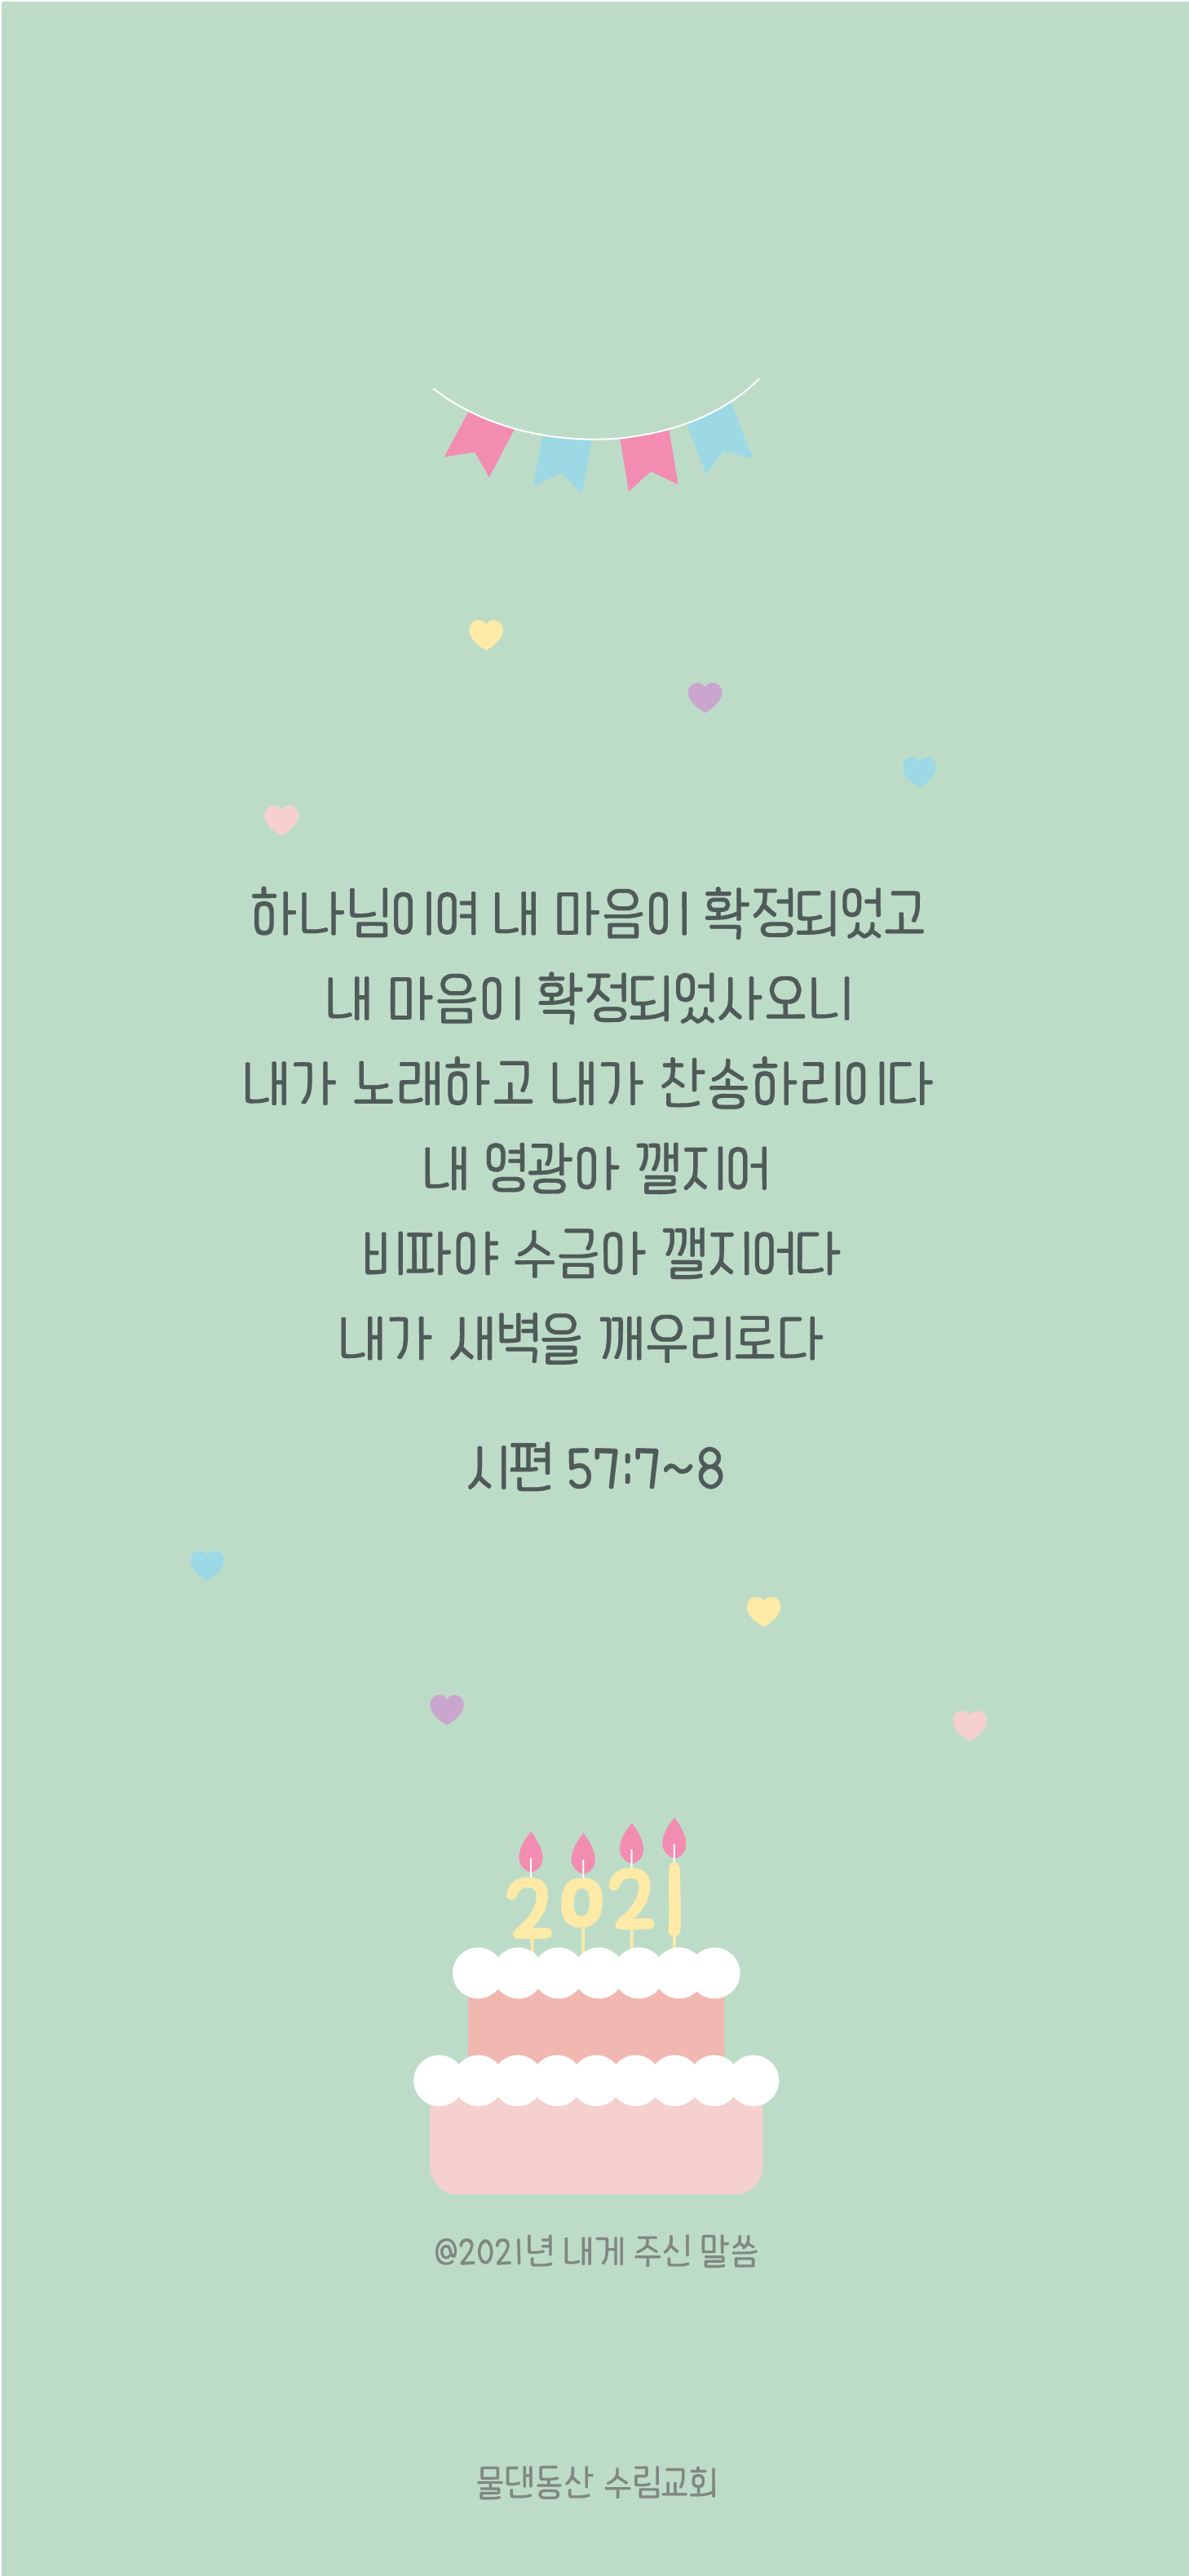 하나님이여 내 마음이 확정되었고
내 마음이 확정되었사오니
내가 노래하고 내가 찬송하리이다
내 영광아 깰지어
비파야 수금아 깰지어다
내가 새벽을 깨우리로다
시편 57:7~8
2021
@2021년 내게 주신 말씀
물댄동산 수림교회